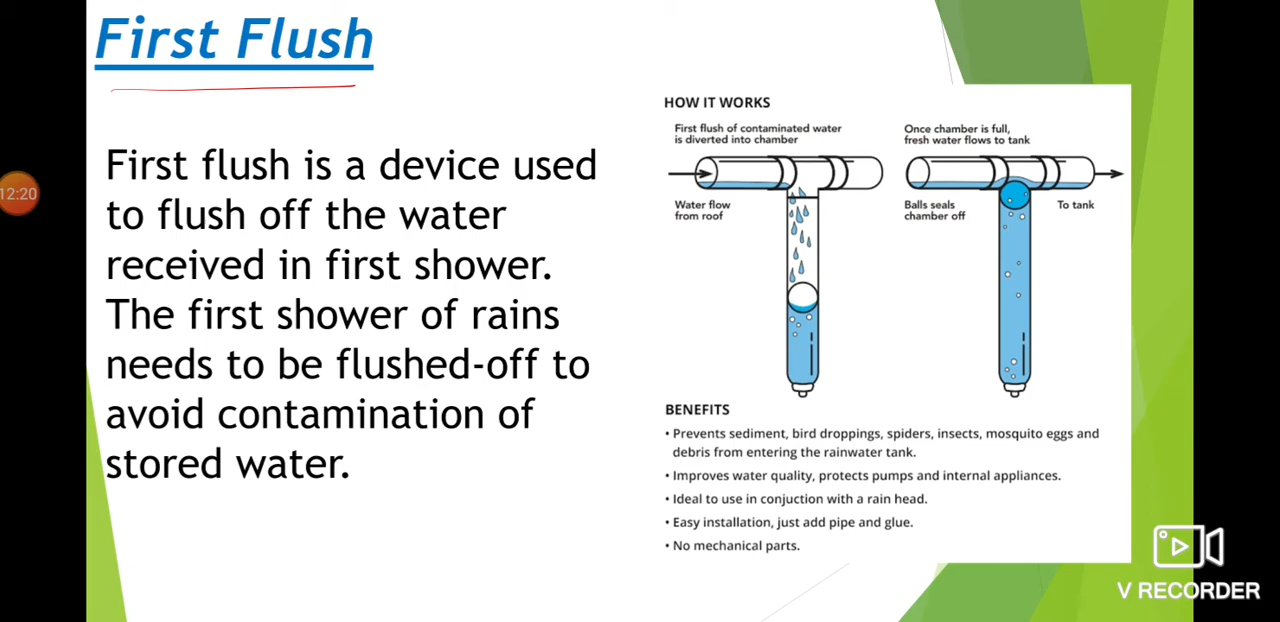 First Flush
First flush is a device used
to flush off the water
received in first shower.
The first shower of rains
needs to be flushed-off to
avoid contamination of
stored water.
12:20
HOW IT WORKS
First flush of contaminated water
is diverted into chamber
Water flow
from roof
Once chamber is full,
fresh water flows to tank
Balls seals
chamber off
To tank
BENEFITS
• Prevents sediment, bird droppings, spiders, insects, mosquito eggs and
debris from entering the rainwater tank.
• Improves water quality, protects pumps and internal appliances.
• Ideal to use in conjuction with a rain head.
• Easy installation, just add pipe and glue.
• No mechanical parts.
V RECORDER